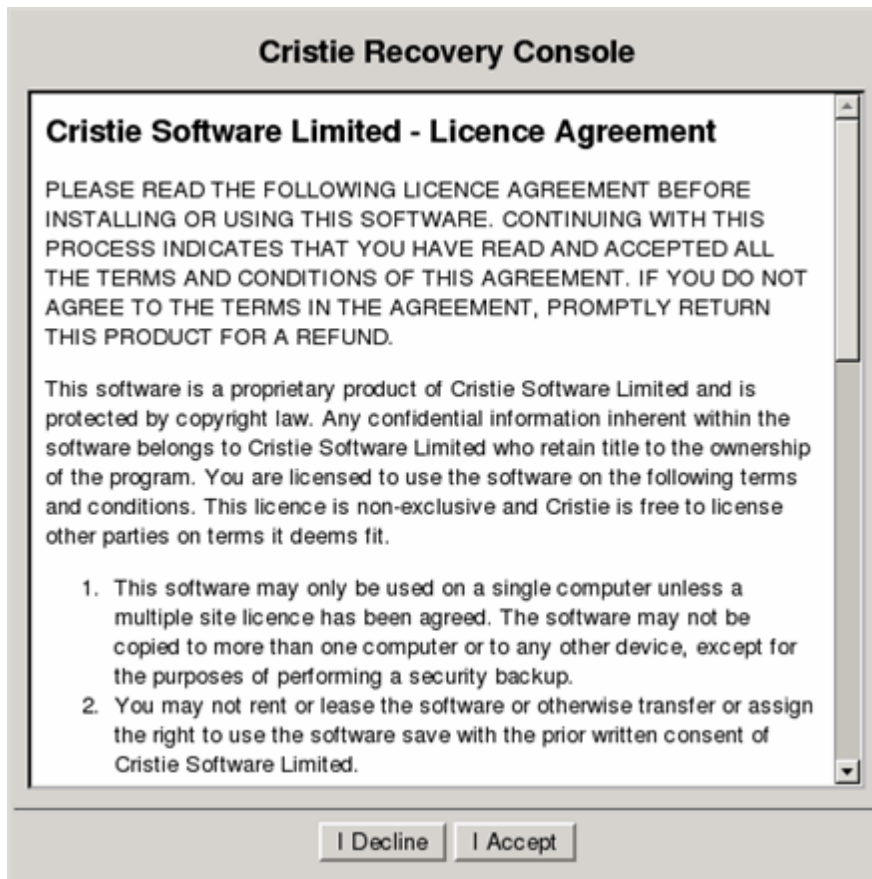 Cristie Recovery Console
Cristie Software Limited - Licence Agreement
PLEASE READ THE FOLLOWING LICENCE AGREEMENT BEFORE
INSTALLING OR USING THIS SOFTWARE. CONTINUING WITH THIS
PROCESS INDICATES THAT YOU HAVE READ AND ACCEPTED ALL
THE TERMS AND CONDITIONS OF THIS AGREEMENT. IF YOU DO NOT
AGREE TO THE TERMS IN THE AGREEMENT, PROMPTLY RETURN
THIS PRODUCT FOR A REFUND.
This software is a proprietary product of Cristie Software Limited and is
protected by copyright law. Any confidential information inherent within the
software belongs to Cristie Software Limited who retain title to the ownership
of the program. You are licensed to use the software on the following terms
and conditions. This licence is non-exclusive and Cristie is free to license
other parties on terms it deems fit.
1. This software may only be used on a single computer unless a
multiple site licence has been agreed. The software may not be
copied to more than one computer or to any other device, except for
the purposes of performing a security backup.
2. You may not rent or lease the software or otherwise transfer or assign
the right to use the software save with the prior written consent of
Cristie Software Limited.
I Decline I Accept